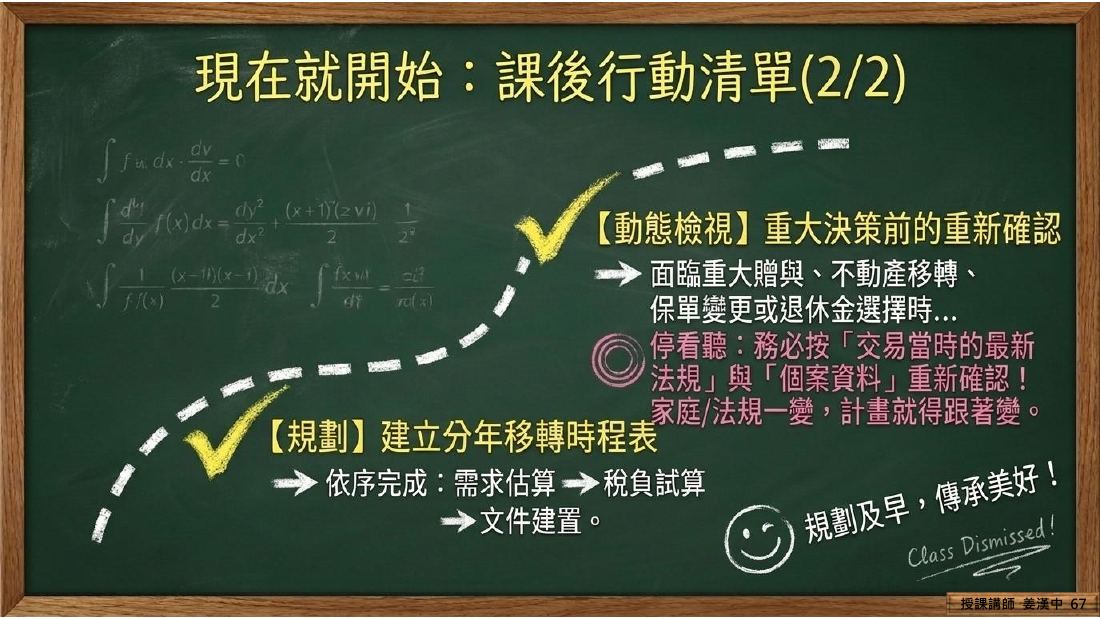 現在就開始：課後行動清單(2/2)
【動態檢視】重大決策前的重新確認
面臨重大贈與、不動產移轉、
保單變更或退休金選擇時...
停看聽：務必按「交易當時的最新
法規」與「個案資料」重新確認！
家庭/法規一變，計畫就得跟著變。
【規劃】建立分年移轉時程表
依序完成：需求估算→稅負試算
→文件建置。
規劃及早，傳承美好！
Class Dismissed!
授課講師 姜漢中 67